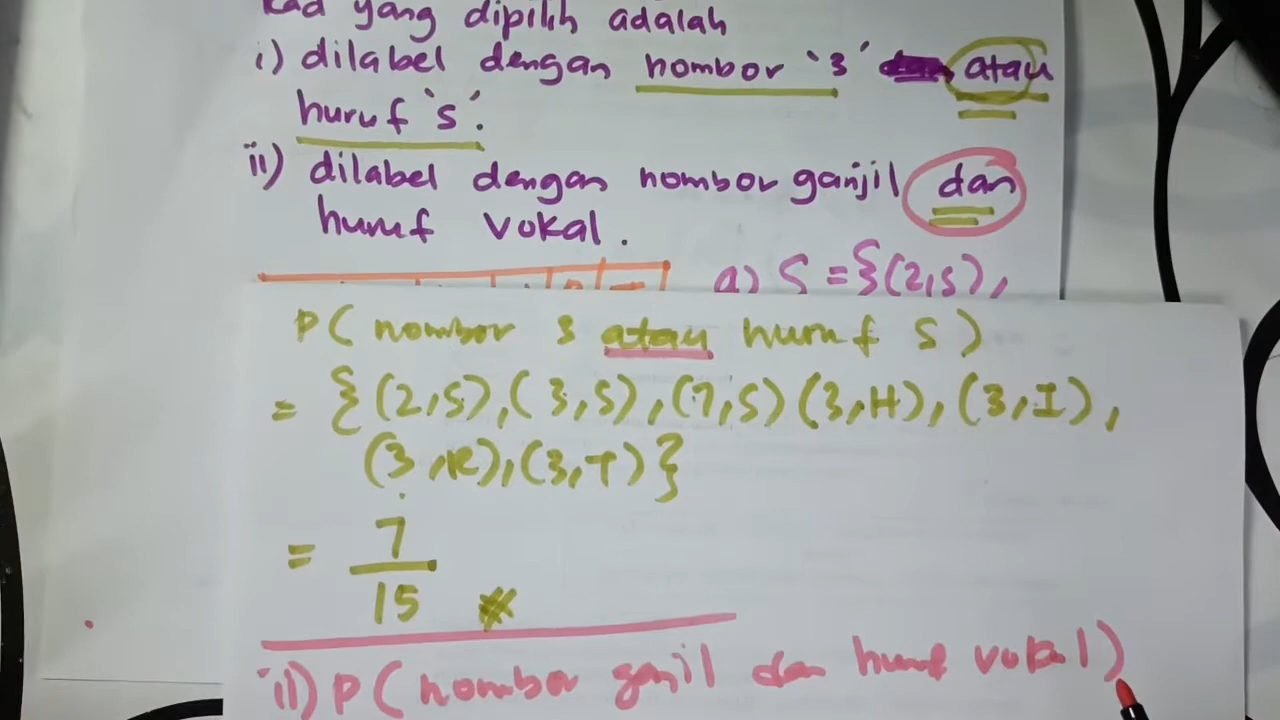 kad yang dipilih adalah
i) dilabel dengan nombor '3' atau
huruf 's'.
ii) dilabel dengan nombor ganjil dan
huruf vokal.
a) S = {(2,S),
P( nombor 3 atau huruf S )
= {(2,S),(3,S),(7,S)(3,H),(3,I),
(3,K),(3,T)}
= 7/15
ii) P( nombor ganjil dan huruf vokal)